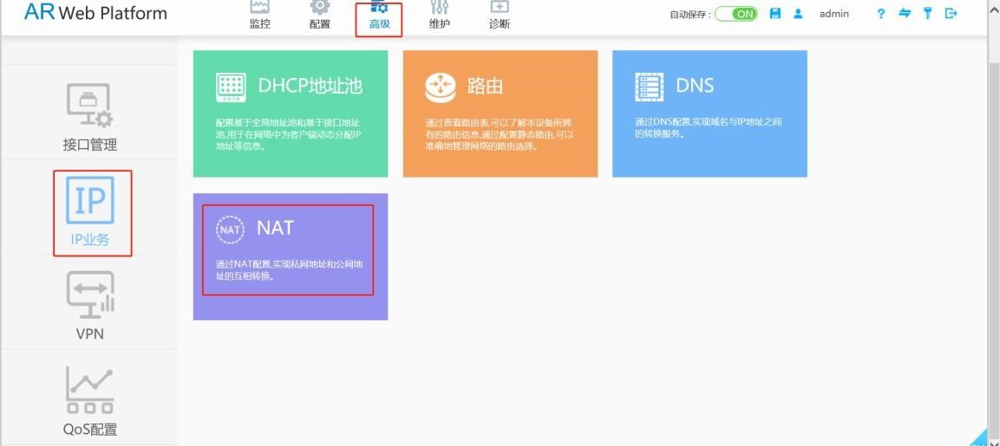 AR Web Platform
监控
配置
高级
维护
诊断
自动保存 :
ON
admin
?
接口管理
IP
IP业务
VPN
QoS配置
DHCP地址池
配置基于全局地址池和基于接口地址
池,用于在网络中为客户端动态分配IP
地址等信息。
路由
通过查看路由表,可以了解本设备所拥
有的路由信息,通过配置静态路由,可以
准确地管理网络的路由选择。
DNS
通过DNS配置,实现域名与IP地址之间
的转换服务。
NAT
NAT
通过NAT配置,实现私网地址和公网地
址的互相转换。